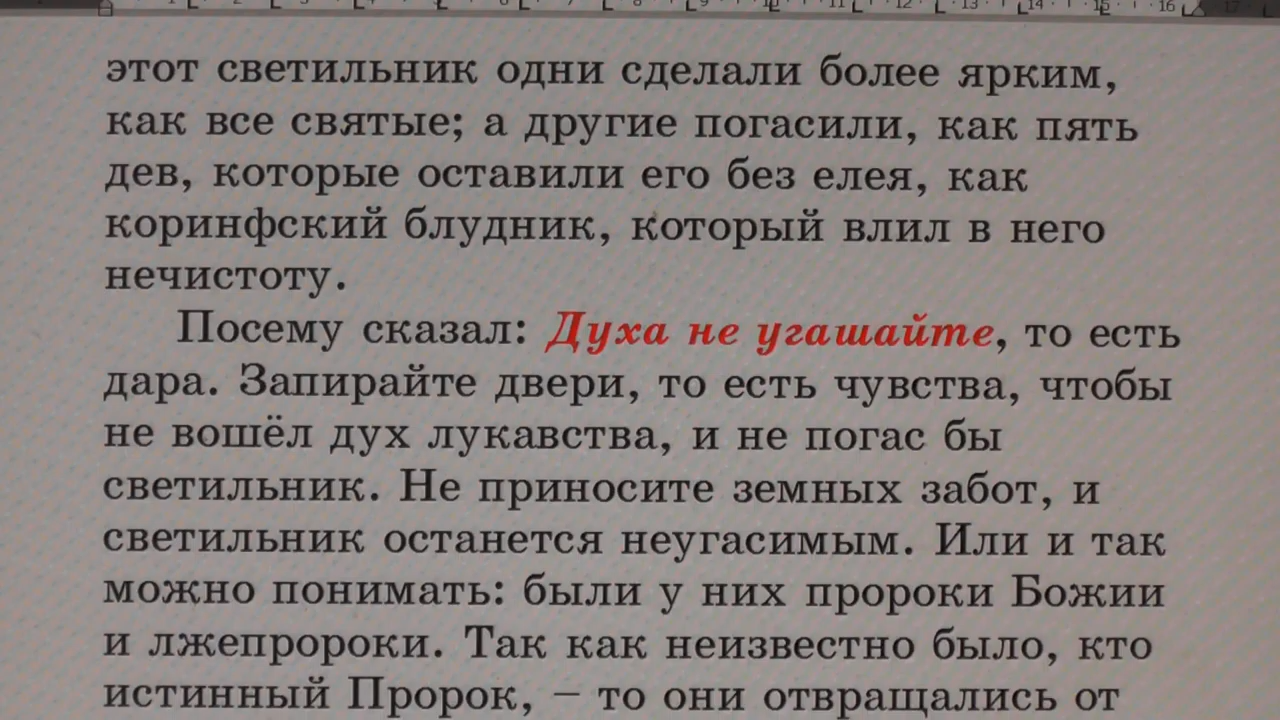 этот светильник одни сделали более ярким,
как все святые; а другие погасили, как пять
дев, которые оставили его без елея, как
коринфский блудник, который влил в него
нечистоту.
Посему сказал: Духа не угашайте, то есть
дара. Запирайте двери, то есть чувства, чтобы
не вошёл дух лукавства, и не погас бы
светильник. Не приносите земных забот, и
светильник останется неугасимым. Или и так
можно понимать: были у них пророки Божии
и лжепророки. Так как неизвестно было, кто
истинный Пророк, – то они отвращались от